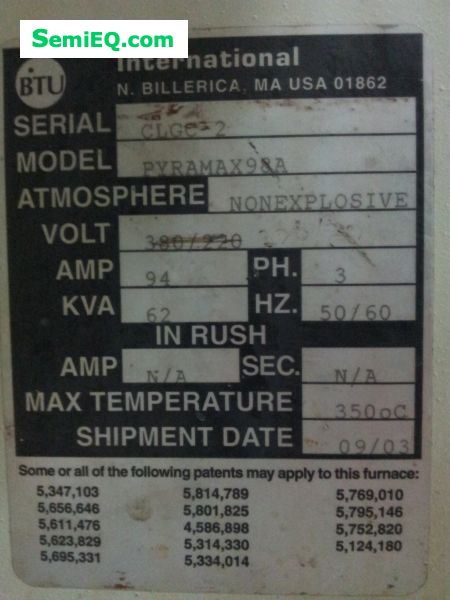 SemiEQ.com
BTU International
N. BILLERICA, MA USA 01862
SERIAL CLGC-2
MODEL PYRAMAX98A
ATMOSPHERE NONEXPLOSIVE
VOLT 380/220
AMP 94 PH. 3
KVA 62 HZ. 50/60
IN RUSH
AMP N/A SEC. N/A
MAX TEMPERATURE 350oC
SHIPMENT DATE 09/03
Some or all of the following patents may apply to this furnace:
5,347,103 5,814,789 5,769,010
5,656,646 5,801,825 5,795,146
5,611,476 4,586,898 5,752,820
5,623,829 5,314,330 5,124,180
5,695,331 5,334,014